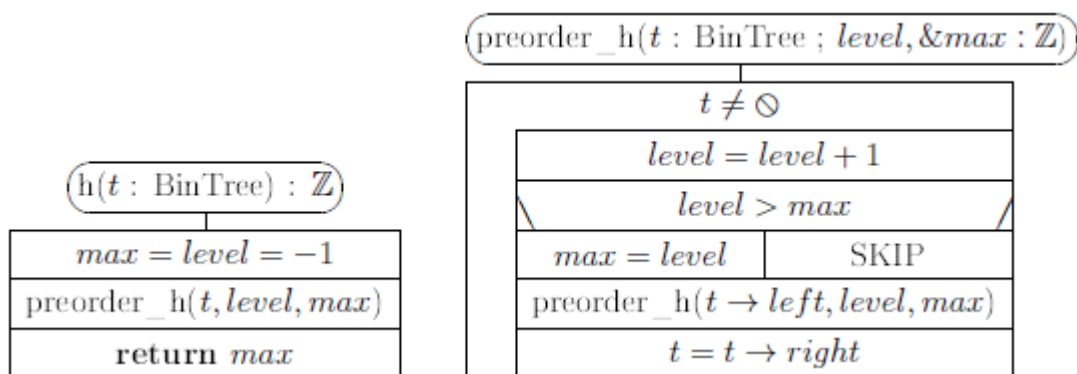 h(t : BinTree) : ℤ
max = level = −1
preorder_h(t, level, max)
return max
preorder_h(t : BinTree ; level, &max : ℤ)
t ≠ ⦸
level = level + 1
level > max
max = level SKIP
preorder_h(t → left, level, max)
t = t → right